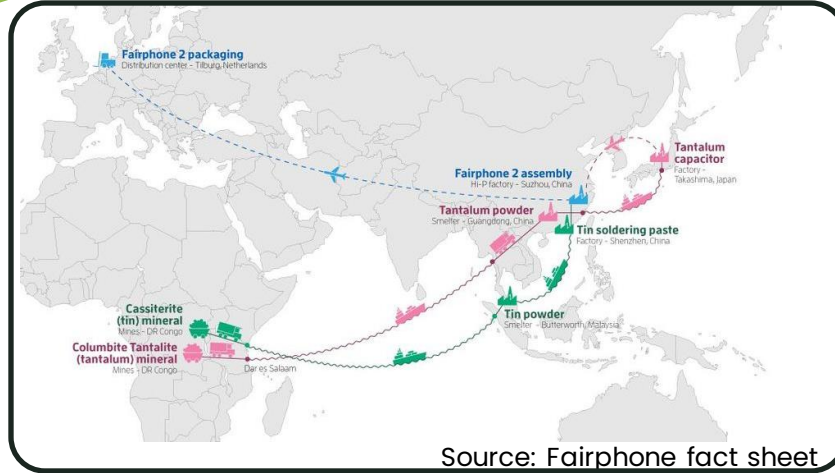 Fairphone 2 packaging
Distribution center - Tilburg, Netherlands
Tantalum
capacitor
Factory -
Takashima, Japan
Fairphone 2 assembly
Hi-P factory - Suzhou, China
Tantalum powder
Smelter - Guangdong, China
Tin soldering paste
Factory - Shenzhen, China
Cassiterite
(tin) mineral
Mines - DR Congo
Tin powder
Smelter - Butterworth, Malaysia
Columbite Tantalite
(tantalum) mineral
Mines - DR Congo
Dar es Salaam
Source: Fairphone fact sheet